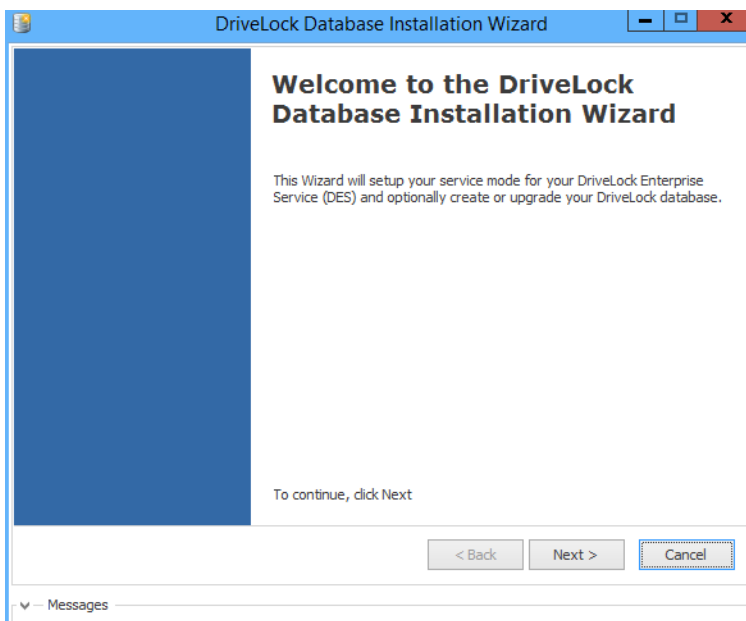 DriveLock Database Installation Wizard
Welcome to the DriveLock
Database Installation Wizard
This Wizard will setup your service mode for your DriveLock Enterprise
Service (DES) and optionally create or upgrade your DriveLock database.
To continue, click Next
< Back Next > Cancel
Messages